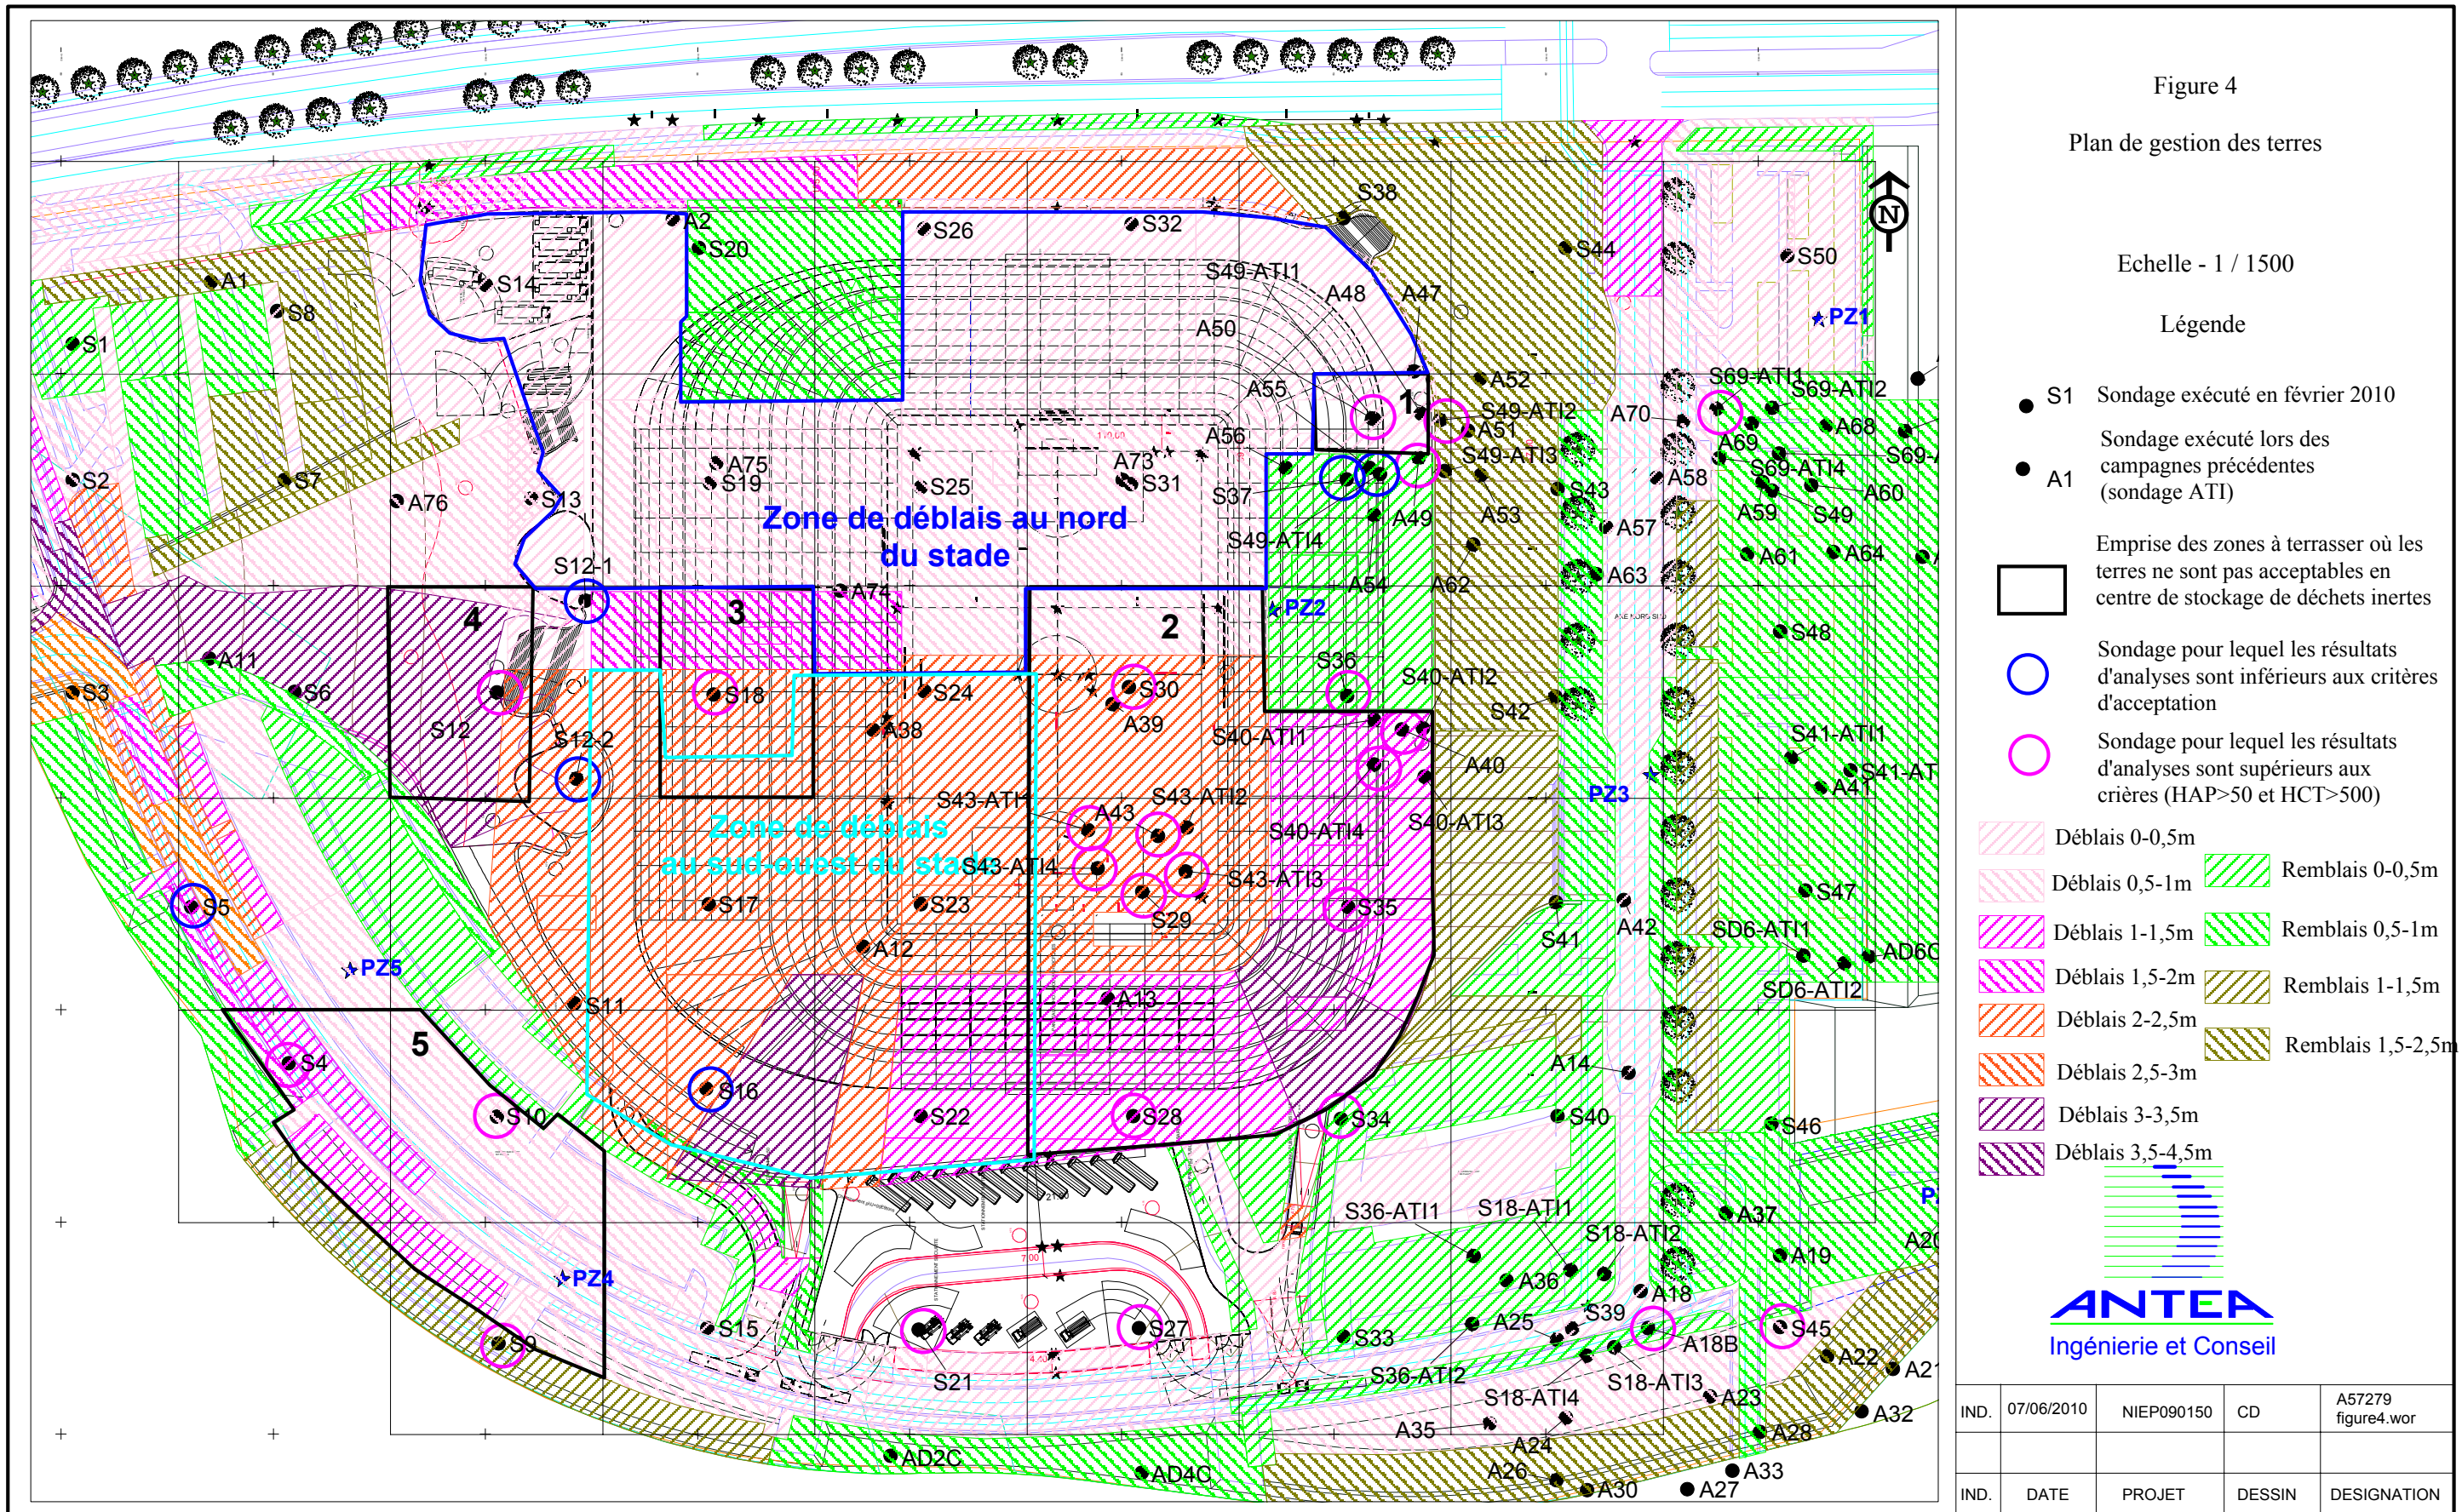 Figure 4
Plan de gestion des terres
Echelle - 1 / 1500
Légende
S1 Sondage exécuté en février 2010
A1 Sondage exécuté lors des
campagnes précédentes
(sondage ATI)
Emprise des zones à terrasser où les
terres ne sont pas acceptables en
centre de stockage de déchets inertes
Sondage pour lequel les résultats
d'analyses sont inférieurs aux critères
d'acceptation
Sondage pour lequel les résultats
d'analyses sont supérieurs aux
crières (HAP>50 et HCT>500)
Déblais 0-0,5m
Déblais 0,5-1m
Déblais 1-1,5m
Déblais 1,5-2m
Déblais 2-2,5m
Déblais 2,5-3m
Déblais 3-3,5m
Déblais 3,5-4,5m
Remblais 0-0,5m
Remblais 0,5-1m
Remblais 1-1,5m
Remblais 1,5-2,5m
ANTEA
Ingénierie et Conseil
IND. 07/06/2010 NIEP090150 CD A57279
figure4.wor
IND. DATE PROJET DESSIN DESIGNATION
N
Zone de déblais au nord
du stade
Zone de déblais
au sud-ouest du stade
1
2
3
4
5
A2
S20
S26
S32
S38
S44
S50
PZ1
A1
S8
S14
S1
S49-ATI1
A48
A47
A50
A55
A52
S69-ATI1
S69-ATI2
A70
S49-ATI2
A51
A69
A68
A56
S49-ATI3
S69-ATI4
S69-A
S2
S7
A76
S13
A75
S19
S25
A73
S31
S37
A49
S43
A58
A60
A59
S49
S49-ATI4
A53
A57
A61
A64
A54
A62
A63
S12-1
A74
PZ2
AXE NORD SUD
S48
A11
S3
S6
S12
S18
S24
S30
A39
S36
S40-ATI2
S42
A38
S40-ATI1
A40
S41-ATI1
S41-AT
A41
S12-2
PZ3
S43-ATI1
A43
S43-ATI2
S40-ATI4
S40-ATI3
S43-ATI4
S43-ATI3
S5
S17
S23
S29
S35
S41
A42
S47
SD6-ATI1
AD6C
SD6-ATI2
A12
PZ5
S11
A13
S4
S10
S16
S22
S28
S34
A14
S40
S46
S36-ATI1
S18-ATI1
S18-ATI2
A37
A19
A20
PZ4
A36
A18
S9
S15
S21
S27
S33
A25
S39
A18B
S45
S36-ATI2
A22
A21
S18-ATI4
S18-ATI3
A23
A35
A24
A28
A32
AD2C
AD4C
A26
A30
A27
A33
7.00
21.00